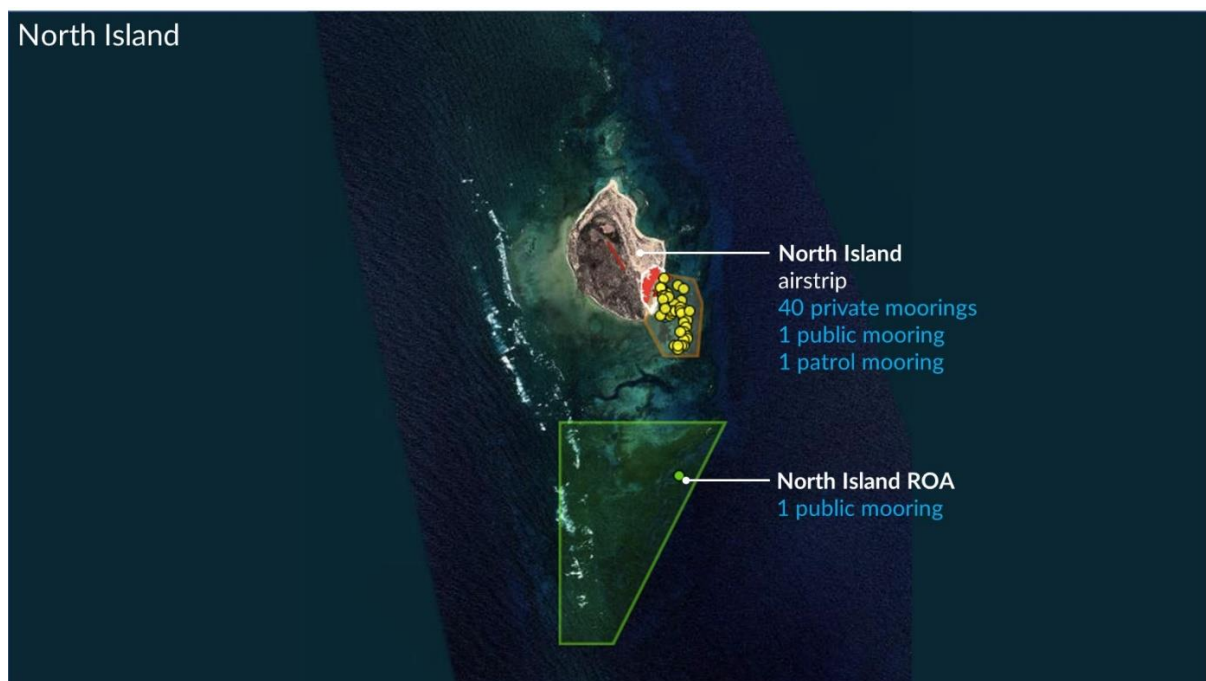 North Island
North Island
airstrip
40 private moorings
1 public mooring
1 patrol mooring
North Island ROA
1 public mooring